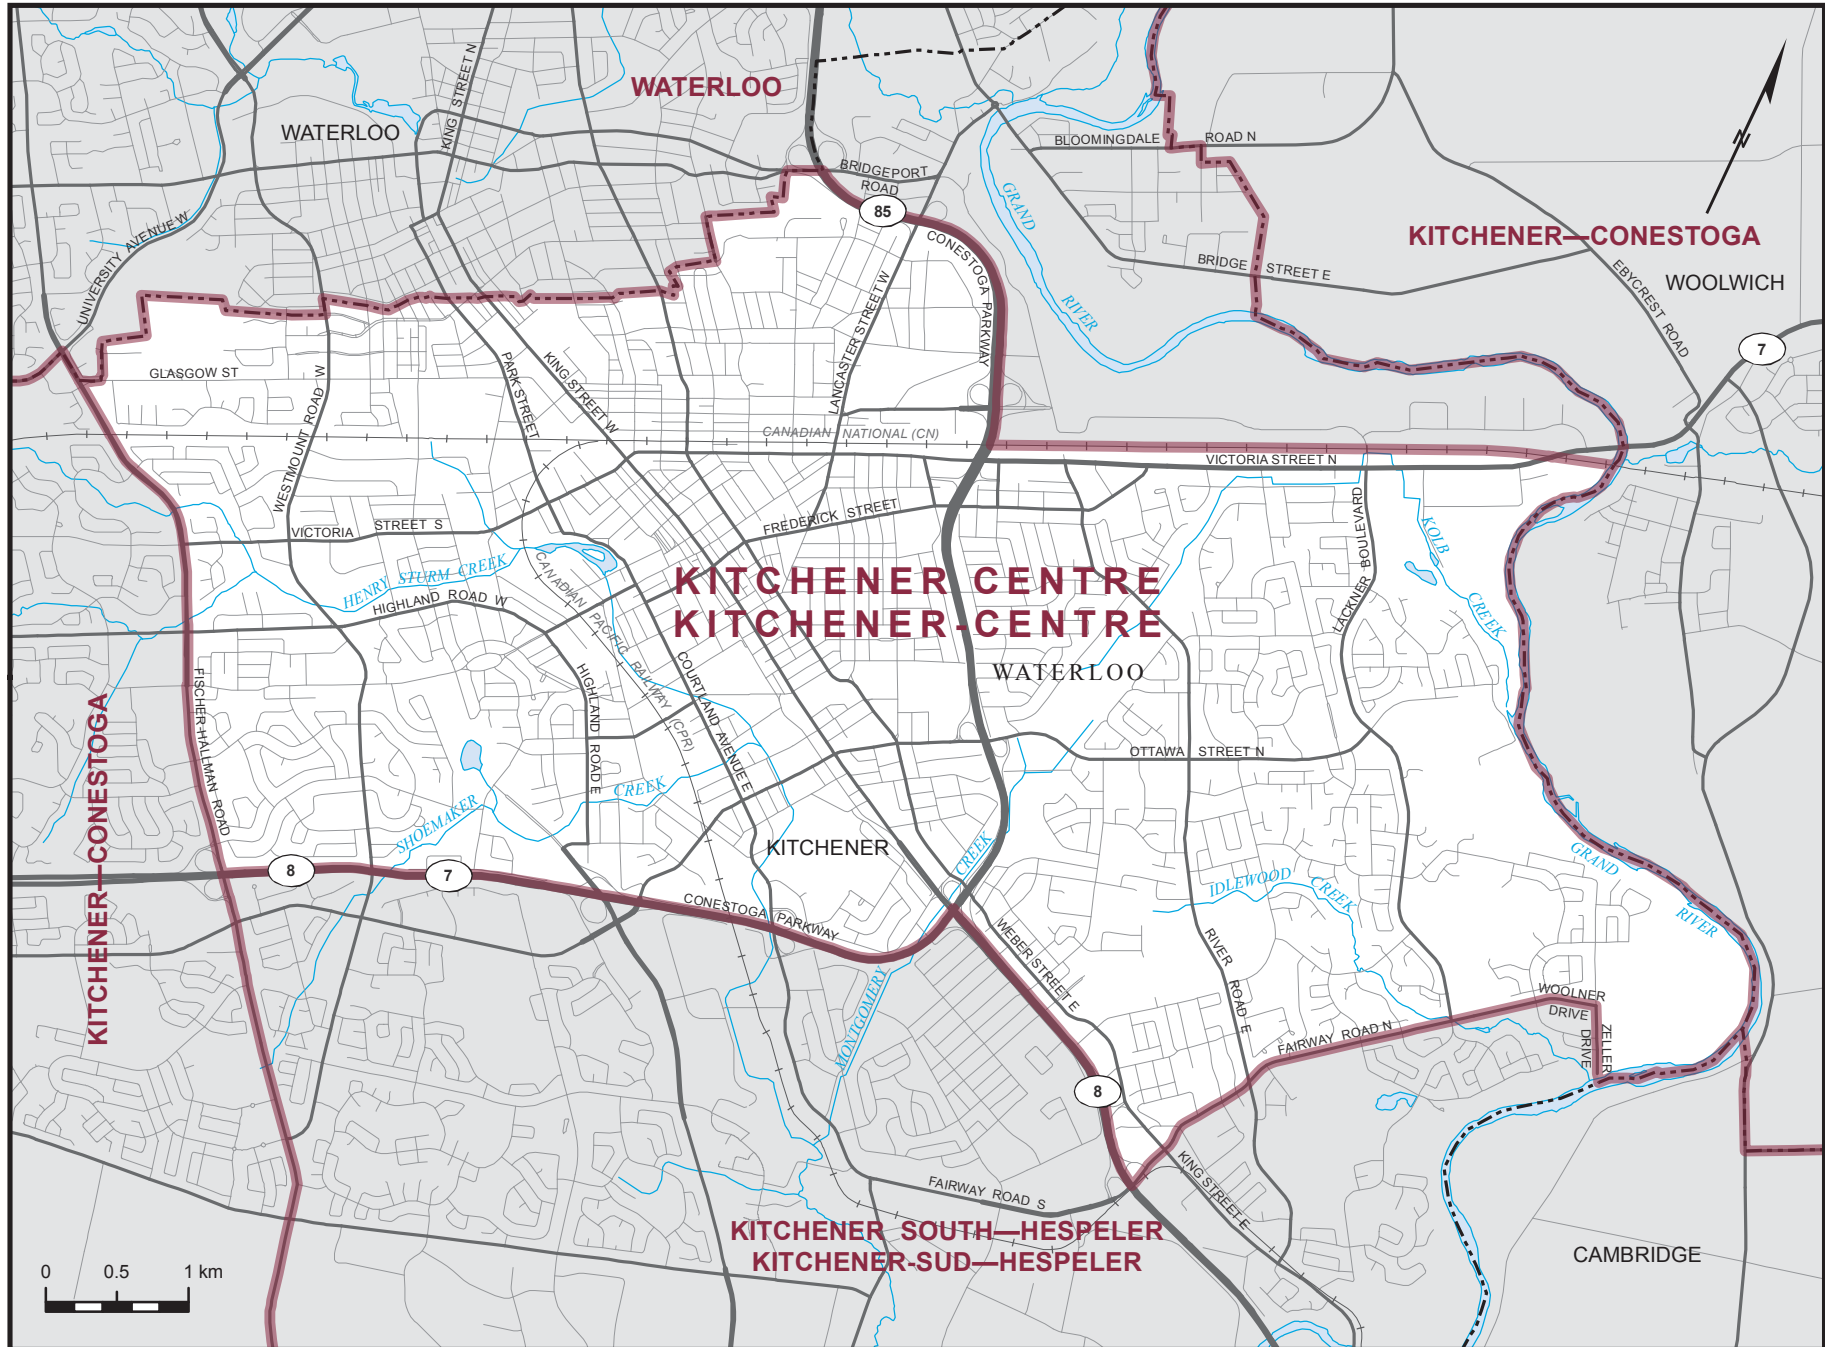 KING STREET N
WATERLOO
WATERLOO
BRIDGEPORT
ROAD
85
BLOOMINGDALE
ROAD N
N
GRAND
RIVER
KITCHENER—CONESTOGA
WOOLWICH
BRIDGE STREET E
EBYCREST ROAD
7
UNIVERSITY AVENUE W
CONESTOGA PARKWAY
LANCASTER STREET W
GLASGOW ST
WESTMOUNT ROAD W
PARK STREET
KING STREET W
CANADIAN NATIONAL (CN)
VICTORIA STREET N
VICTORIA STREET S
FREDERICK STREET
HENRY STURM CREEK
HIGHLAND ROAD W
CANADIAN PACIFIC RAILWAY (CPR)
KITCHENER CENTRE
KITCHENER-CENTRE
WATERLOO
LACKNER BOULEVARD
KOLB
CREEK
FISCHER-HALLMAN ROAD
KITCHENER—CONESTOGA
HIGHLAND ROAD E
COURTLAND AVENUE E
OTTAWA STREET N
SHOEMAKER
CREEK
KITCHENER
CREEK
8
7
CONESTOGA PARKWAY
MONTGOMERY
WEBER STREET E
IDLEWOOD
CREEK
RIVER
ROAD E
GRAND
RIVER
WOOLNER
DRIVE
ZELLER
DRIVE
FAIRWAY ROAD N
8
KING STREET E
FAIRWAY ROAD S
KITCHENER SOUTH—HESPELER
KITCHENER-SUD—HESPELER
CAMBRIDGE
0 0.5 1 km